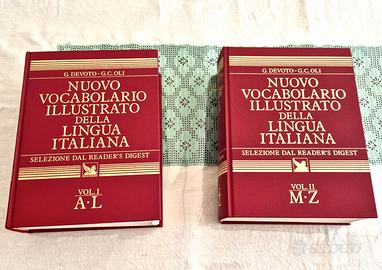 G. DEVOTO - G.C. OLI
NUOVO
VOCABOLARIO
ILLUSTRATO
DELLA
LINGUA
ITALIANA
SELEZIONE DAL READER'S DIGEST
VOL. I
A·L
G. DEVOTO - G.C. OLI
NUOVO
VOCABOLARIO
ILLUSTRATO
DELLA
LINGUA
ITALIANA
SELEZIONE DAL READER'S DIGEST
VOL. II
M·Z